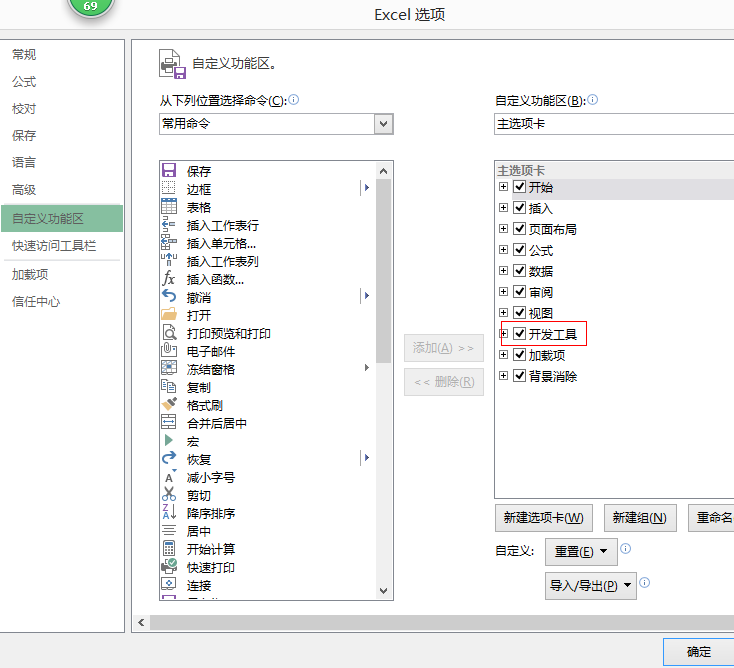 69
Excel 选项
常规
公式
校对
保存
语言
高级
自定义功能区
快速访问工具栏
加载项
信任中心
自定义功能区。
从下列位置选择命令(C):
常用命令
保存
边框
表格
插入工作表行
插入单元格...
插入工作表列
插入函数...
撤消
打开
打印预览和打印
电子邮件
冻结窗格
复制
格式刷
合并后居中
宏
恢复
减小字号
剪切
降序排序
居中
开始计算
快速打印
连接
添加(A) >>
<< 删除(R)
自定义功能区(B):
主选项卡
主选项卡
开始
插入
页面布局
公式
数据
审阅
视图
开发工具
加载项
背景消除
新建选项卡(W)
新建组(N)
重命名
自定义:
重置(E)
导入/导出(P)
确定